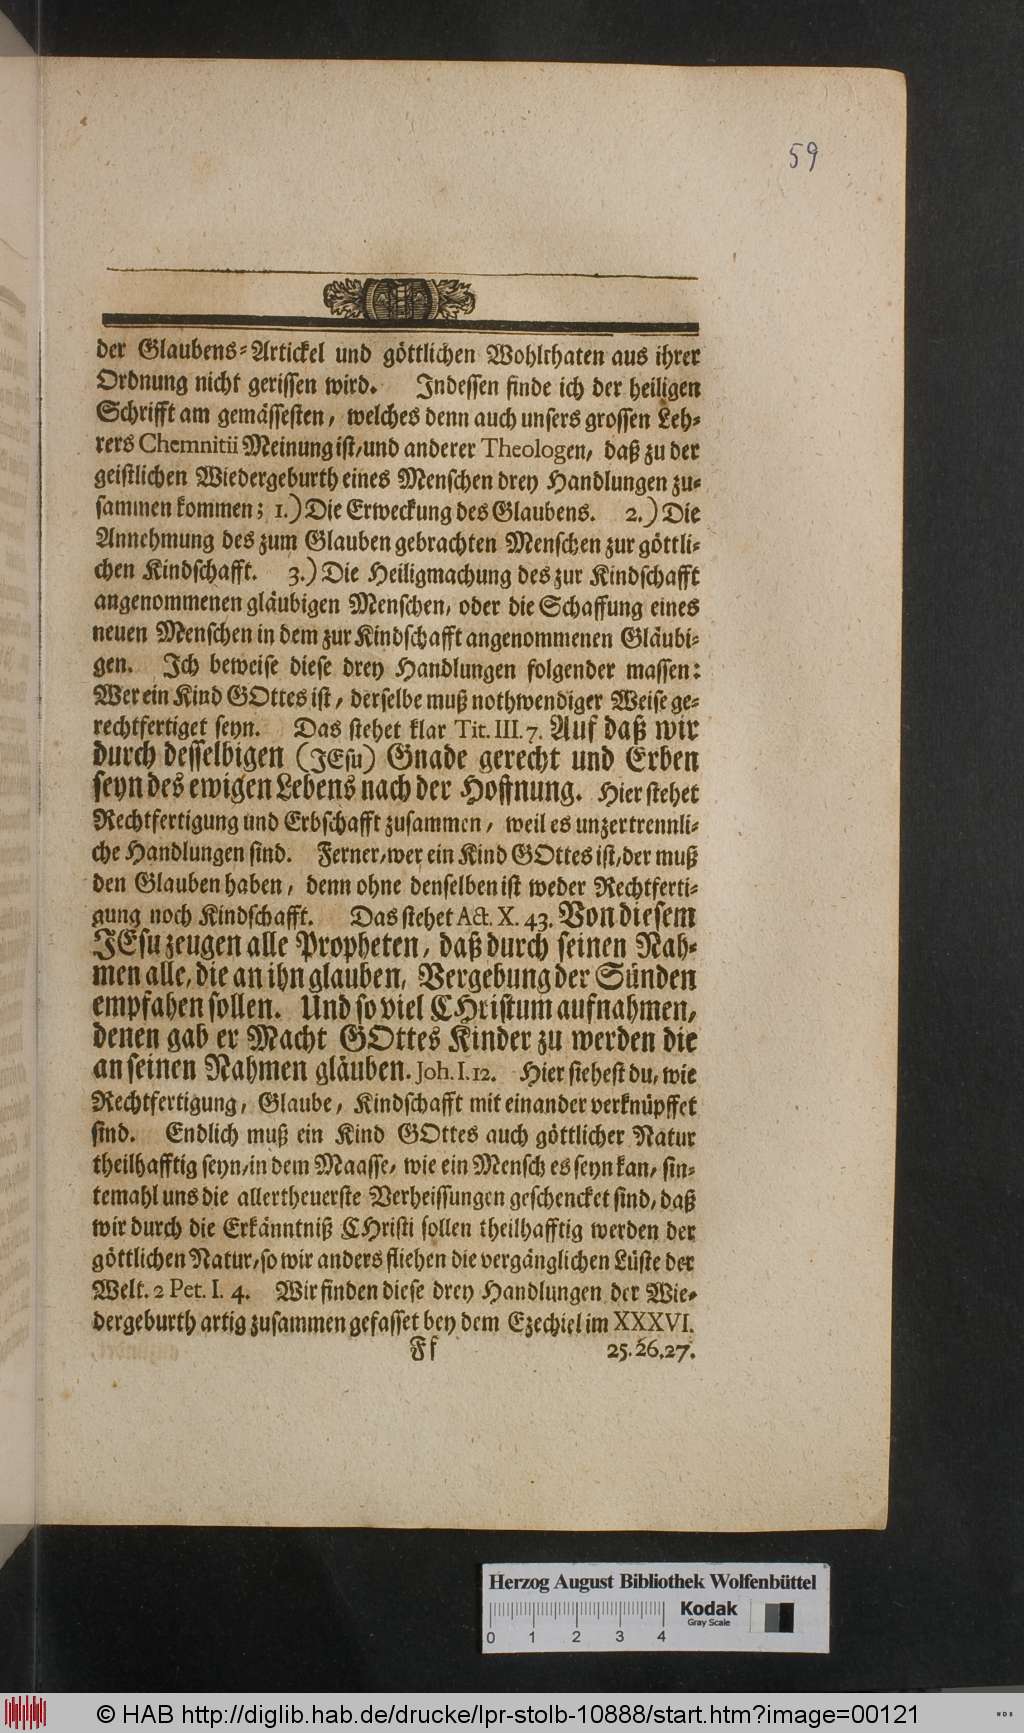 59
der Glaubens-Artickel und göttlichen Wohlthaten aus ihrer
Ordnung nicht gerissen wird. Indessen finde ich der heiligen
Schrifft am gemässesten, welches denn auch unsers grossen Leh-
rers Chemnitii Meinung ist, und anderer Theologen, daß zu der
geistlichen Wiedergeburth eines Menschen drey Handlungen zu-
sammen kommen; 1.) Die Erweckung des Glaubens. 2.) Die
Annehmung des zum Glauben gebrachten Menschen zur göttli-
chen Kindschafft. 3.) Die Heiligmachung des zur Kindschafft
angenommenen gläubigen Menschen, oder die Schaffung eines
neuen Menschen in dem zur Kindschafft angenommenen Gläubi-
gen. Ich beweise diese drey Handlungen folgender massen:
Wer ein Kind GOttes ist, derselbe muß nothwendiger Weise ge-
rechtfertiget seyn. Das stehet klar Tit. III. 7. Auf daß wir
durch desselbigen (JEsu) Gnade gerecht und Erben
seyn des ewigen Lebens nach der Hoffnung. Hier stehet
Rechtfertigung und Erbschafft zusammen, weil es unzertrennli-
che Handlungen sind. Ferner, wer ein Kind GOttes ist, der muß
den Glauben haben, denn ohne denselben ist weder Rechtferti-
gung noch Kindschafft. Das stehet Act. X. 43. Von diesem
JEsu zeugen alle Propheten, daß durch seinen Nah-
men alle, die an ihn glauben, Vergebung der Sünden
empfahen sollen. Und so viel CHristum aufnahmen,
denen gab er Macht GOttes Kinder zu werden die
an seinen Nahmen gläuben. Joh. I. 12. Hier siehest du, wie
Rechtfertigung, Glaube, Kindschafft mit einander verknüpffet
sind. Endlich muß ein Kind GOttes auch göttlicher Natur
theilhafftig seyn, in dem Maasse, wie ein Mensch es seyn kan, sin-
temahl uns die allertheuerste Verheissungen geschencket sind, daß
wir durch die Erkänntniß CHristi sollen theilhafftig werden der
göttlichen Natur, so wir anders fliehen die vergänglichen Lüste der
Welt. 2 Pet. I. 4. Wir finden diese drey Handlungen der Wie-
dergeburth artig zusammen gefasset bey dem Ezechiel im XXXVI.
Ff 25. 26. 27.
Herzog August Bibliothek Wolfenbüttel
Kodak
Gray Scale
0 1 2 3 4
© HAB http://diglib.hab.de/drucke/lpr-stolb-10888/start.htm?image=00121